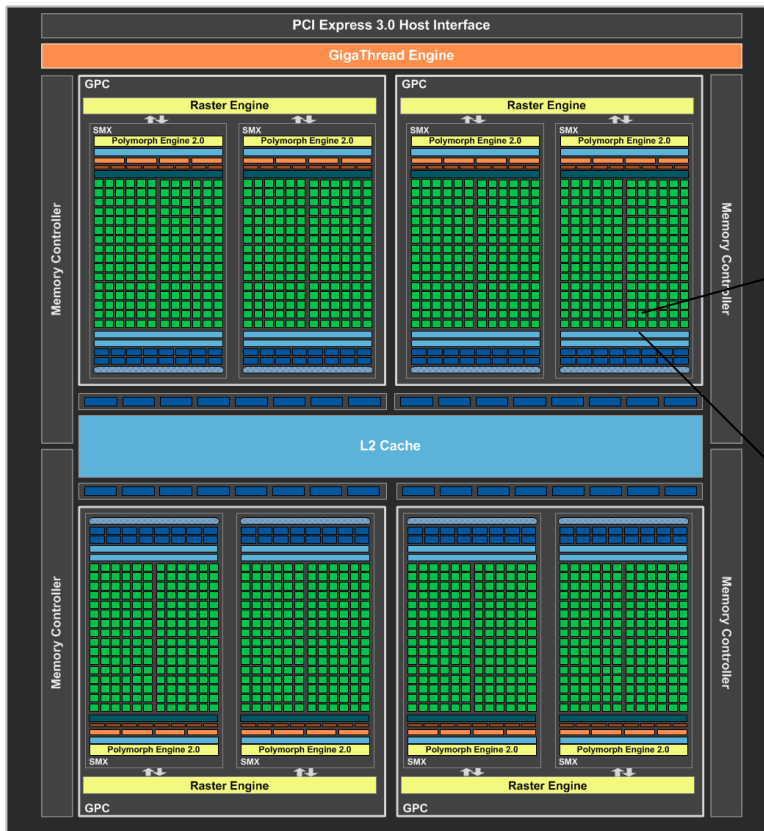 PCI Express 3.0 Host Interface
GigaThread Engine
GPC
GPC
Raster Engine
Raster Engine
SMX
SMX
SMX
SMX
Polymorph Engine 2.0
Polymorph Engine 2.0
Polymorph Engine 2.0
Polymorph Engine 2.0
Memory Controller
Memory Controller
L2 Cache
Memory Controller
Memory Controller
Polymorph Engine 2.0
Polymorph Engine 2.0
Polymorph Engine 2.0
Polymorph Engine 2.0
SMX
SMX
SMX
SMX
Raster Engine
Raster Engine
GPC
GPC